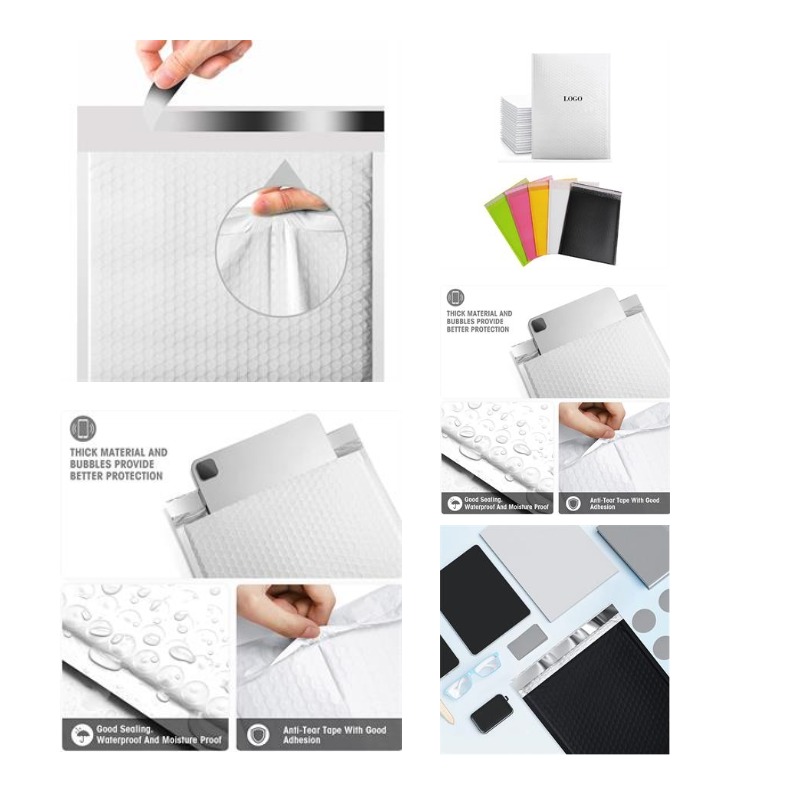 LOGO
THICK MATERIAL AND
BUBBLES PROVIDE
BETTER PROTECTION
Good Sealing.
Waterproof And Moisture Proof
Anti-Tear Tape With Good
Adhesion
THICK MATERIAL AND
BUBBLES PROVIDE
BETTER PROTECTION
Good Sealing.
Waterproof And Moisture Proof
Anti-Tear Tape With Good
Adhesion